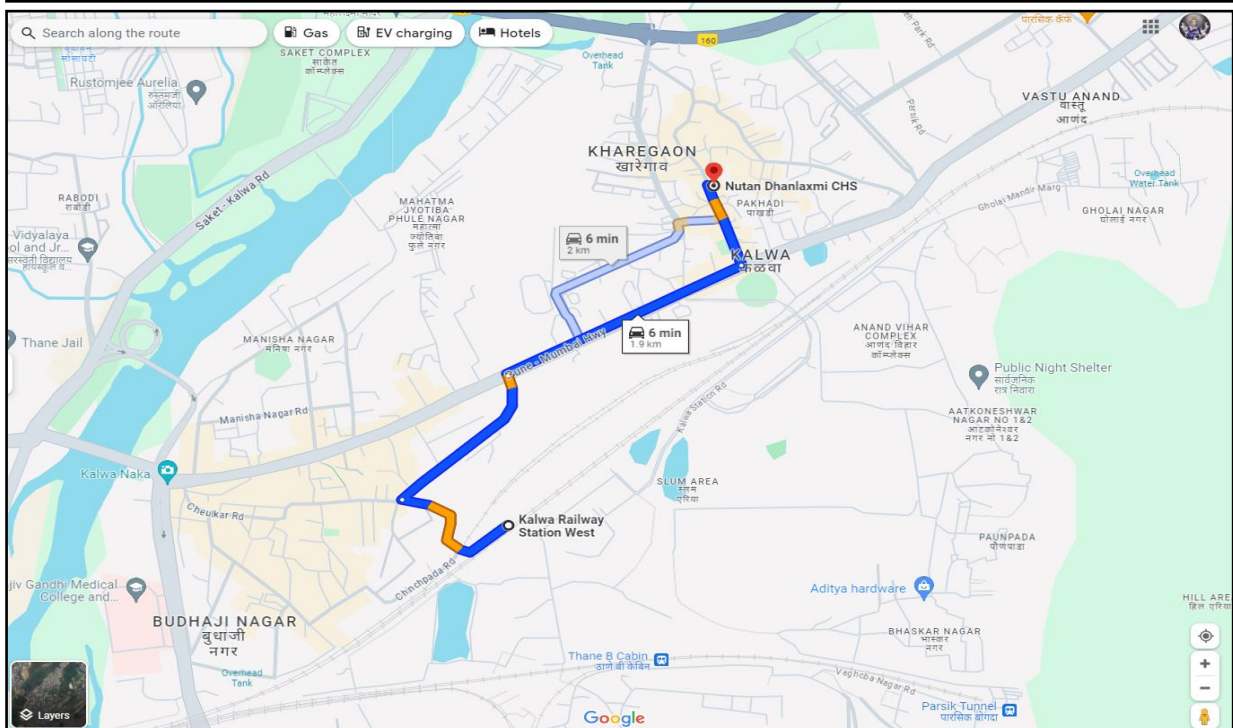 Search along the route
Gas
EV charging
Hotels
160
पारसिक कॅफे
SAKET COMPLEX
साकेत
कॉम्प्लेक्स
Overhead
Tank
Rustomjee Aurelia
रुस्तमजी
ऑरेलिया
Parsik Rd
VASTU ANAND
वास्तू
आणंद
KHAREGAON
खारेगाव
Nutan Dhanlaxmi CHS
PAKHADI
पाखडी
Overhead
Water Tank
Gholai Mandir Marg
GHOLAI NAGAR
घोलाई नगर
RABODI
राबोडी
Saket - Kalwa Rd
MAHATMA
JYOTIBA
PHULE NAGAR
महात्मा
ज्योतिबा
फुले नगर
Vidyalaya
ol and Jr...
6 min
2 km
KALWA
कळवा
6 min
1.9 km
Pune - Mumbai Hwy
Thane Jail
MANISHA NAGAR
मनिषा नगर
ANAND VIHAR
COMPLEX
आणंद विहार
कॉम्प्लेक्स
Public Night Shelter
सार्वजनिक
रात्र निवारा
Manisha Nagar Rd
Kalwa Station Rd
AATKONESHWAR
NAGAR NO 1&2
आटकोनेश्वर
नगर नो 1&2
Kalwa Naka
SLUM AREA
स्लम
एरिया
Cheulkar Rd
Kalwa Railway
Station West
PAUNPADA
पौणपाडा
Chinchpada Rd
jiv Gandhi Medical
College and...
Aditya hardware
HILL ARE
हिल एरिया
BUDHAJI NAGAR
बुधाजी
नगर
BHASKAR NAGAR
भास्कर
नगर
Overhead
Tank
Thane B Cabin
ठाणे बी केबिन
Vaghoba Nagar Rd
Parsik Tunnel
पारसिक बोगदा
Layers
Google